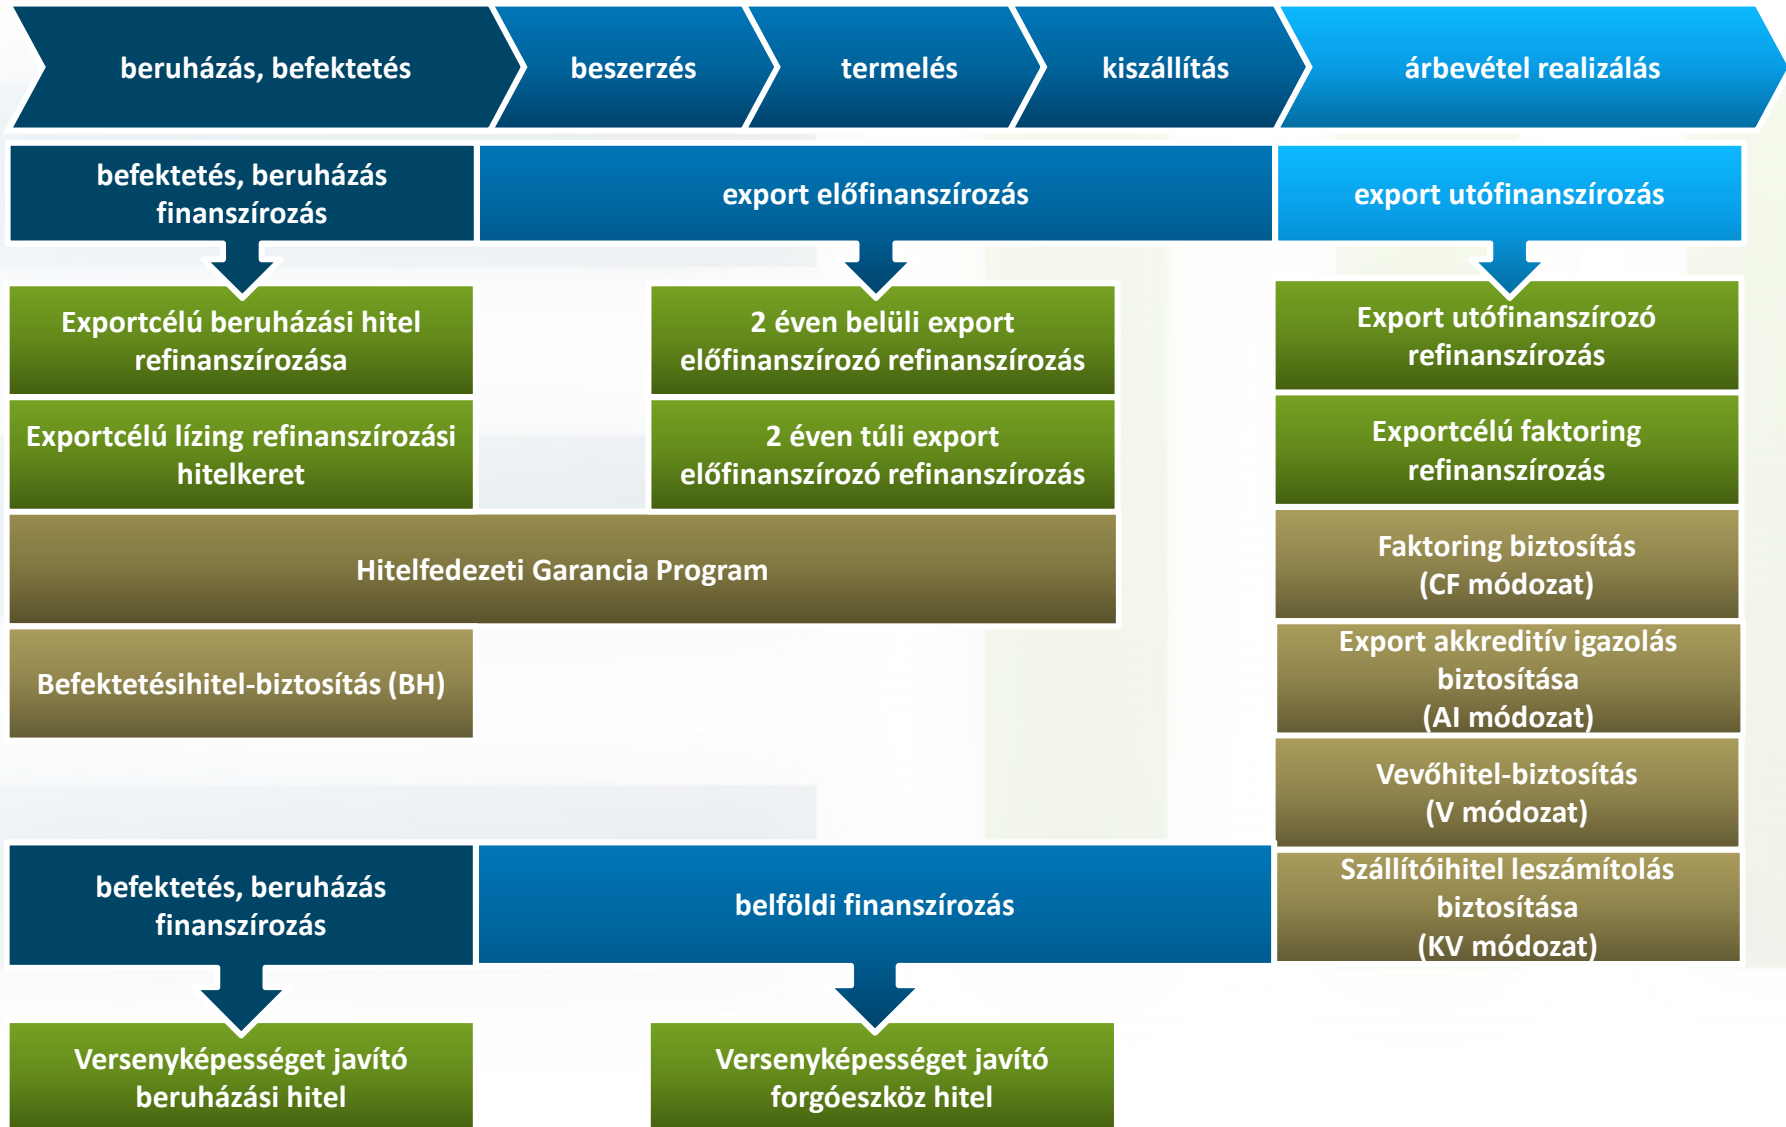 beruházás, befektetés
beszerzés
termelés
kiszállítás
árbevétel realizálás
befektetés, beruházás
finanszírozás
export előfinanszírozás
export utófinanszírozás
Exportcélú beruházási hitel
refinanszírozása
2 éven belüli export
előfinanszírozó refinanszírozás
Export utófinanszírozó
refinanszírozás
Exportcélú lízing refinanszírozási
hitelkeret
2 éven túli export
előfinanszírozó refinanszírozás
Exportcélú faktoring
refinanszírozás
Hitelfedezeti Garancia Program
Faktoring biztosítás
(CF módozat)
Befektetésihitel-biztosítás (BH)
Export akkreditív igazolás
biztosítása
(AI módozat)
Vevőhitel-biztosítás
(V módozat)
befektetés, beruházás
finanszírozás
belföldi finanszírozás
Szállítóihitel leszámítolás
biztosítása
(KV módozat)
Versenyképességet javító
beruházási hitel
Versenyképességet javító
forgóeszköz hitel